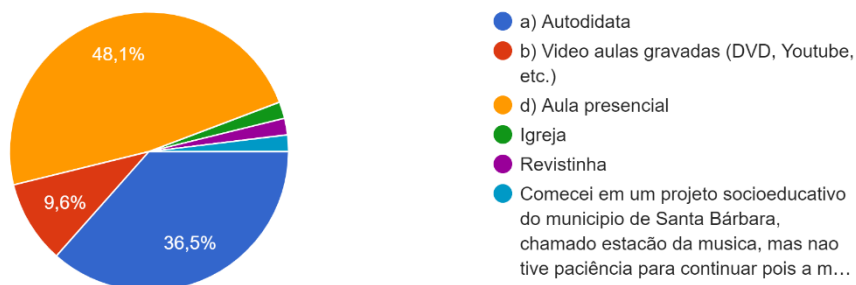 48,1%
9,6%
36,5%
a) Autodidata
b) Video aulas gravadas (DVD, Youtube,
etc.)
d) Aula presencial
Igreja
Revistinha
Comecei em um projeto socioeducativo
do municipio de Santa Bárbara,
chamado estacão da musica, mas nao
tive paciência para continuar pois a m…